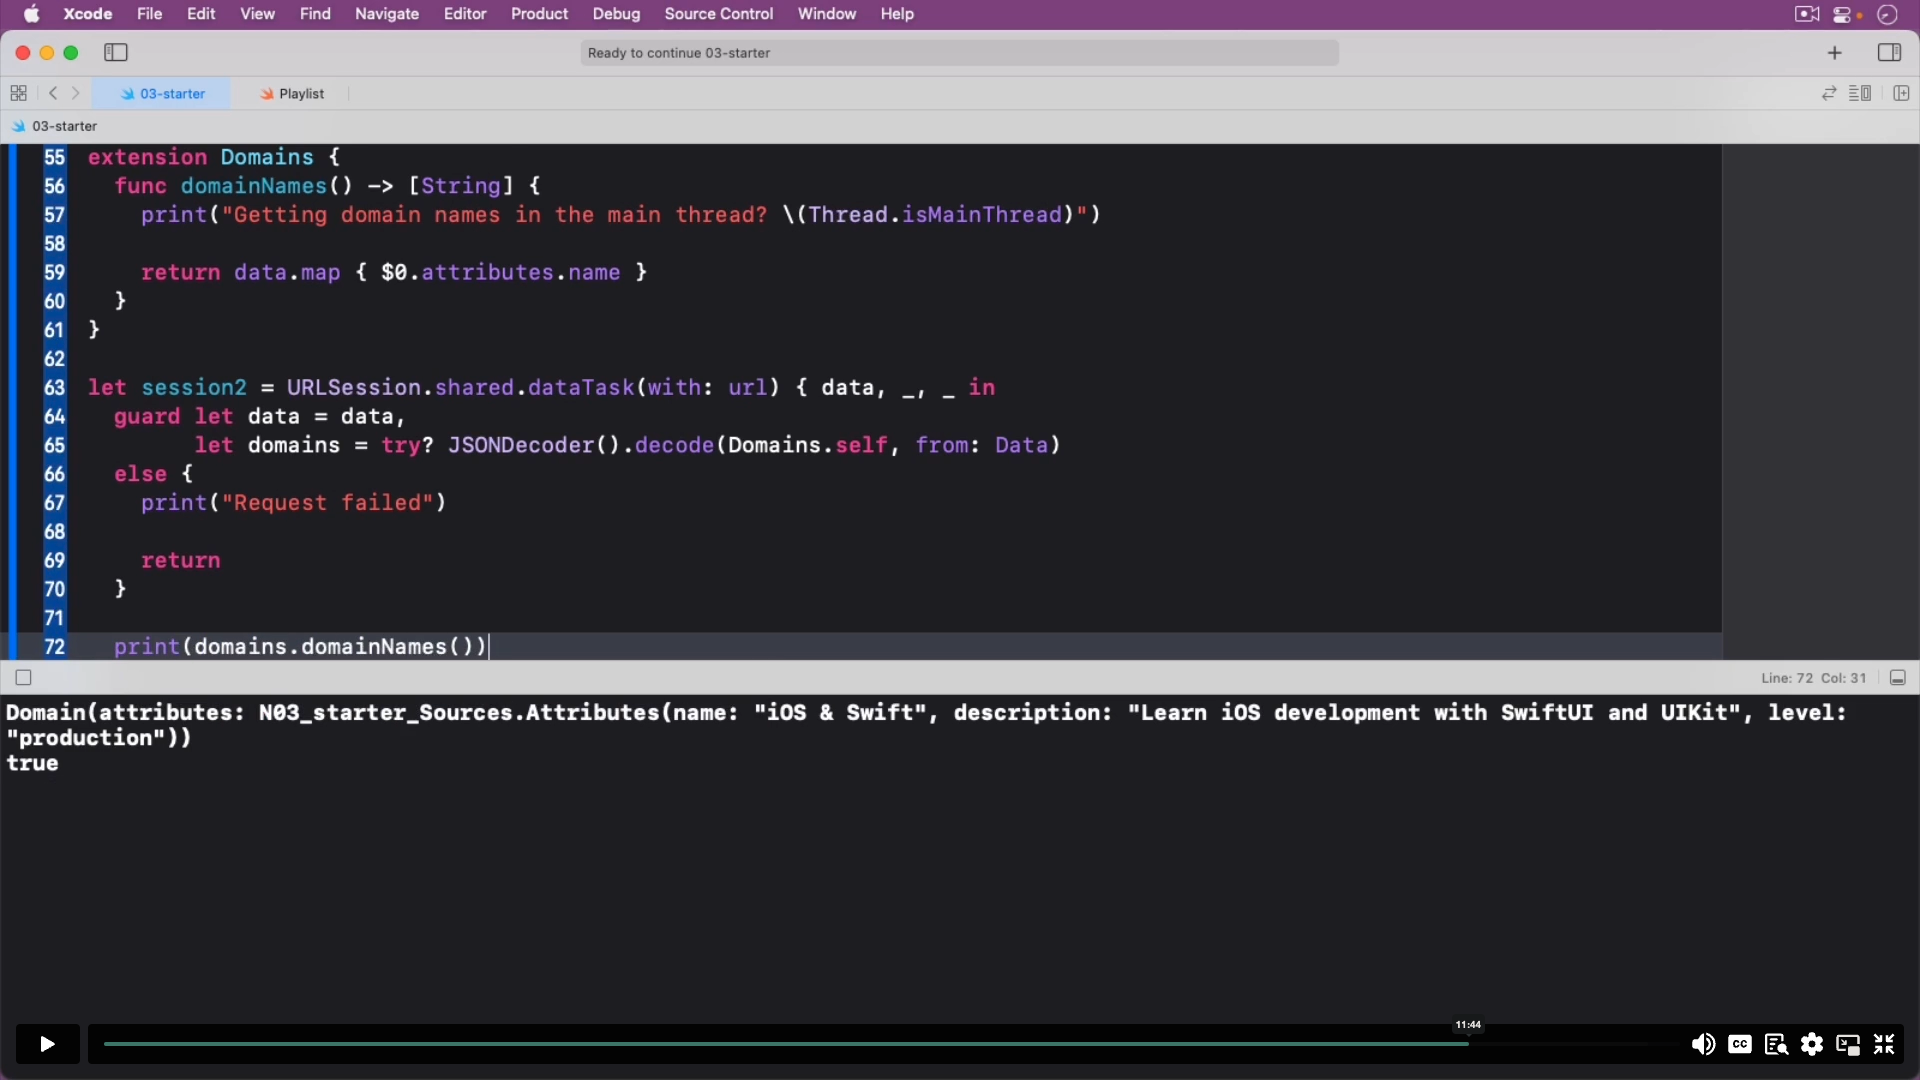 Xcode File Edit View Find Navigate Editor Product Debug Source Control Window Help
Ready to continue 03-starter
03-starter Playlist
03-starter
55 extension Domains {
56 func domainNames() -> [String] {
57 print("Getting domain names in the main thread? \(Thread.isMainThread)")
58
59 return data.map { $0.attributes.name }
60 }
61 }
62
63 let session2 = URLSession.shared.dataTask(with: url) { data, _, _ in
64 guard let data = data,
65 let domains = try? JSONDecoder().decode(Domains.self, from: Data)
66 else {
67 print("Request failed")
68
69 return
70 }
71
72 print(domains.domainNames())
Line: 72 Col: 31
Domain(attributes: N03_starter_Sources.Attributes(name: "iOS & Swift", description: "Learn iOS development with SwiftUI and UIKit", level:
"production"))
true
11:44
CC